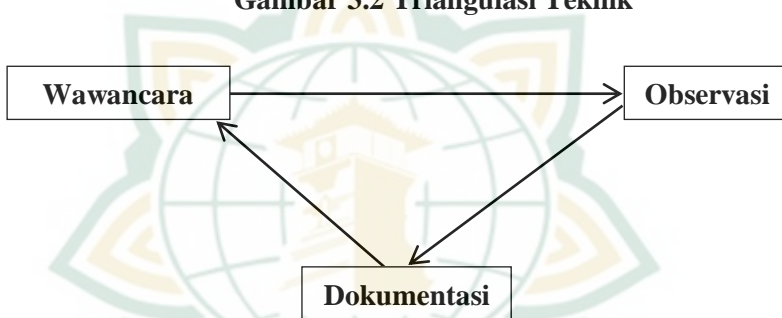 Gambar 3.2 Triangulasi Teknik
Wawancara
Observasi
Dokumentasi